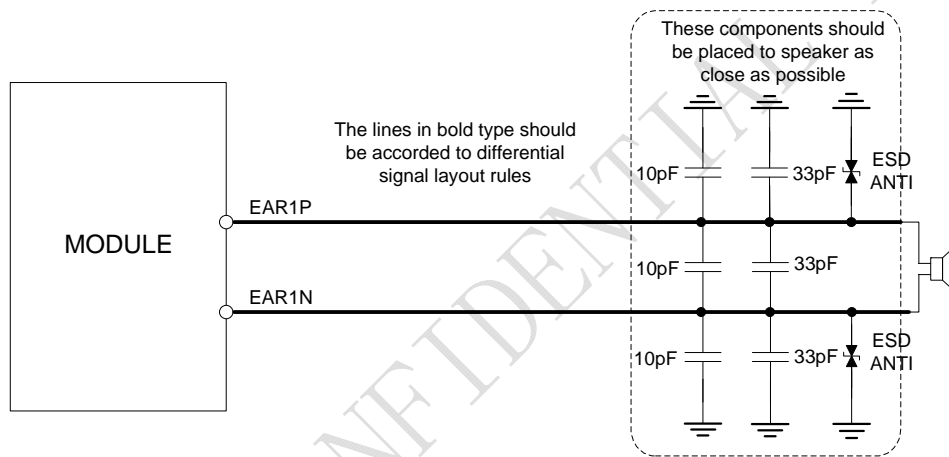 These components should
be placed to speaker as
close as possible
The lines in bold type should
be accorded to differential
signal layout rules
10pF
33pF
ESD
ANTI
EAR1P
MODULE
10pF
33pF
EAR1N
10pF
33pF
ESD
ANTI
NFIDENTIAL